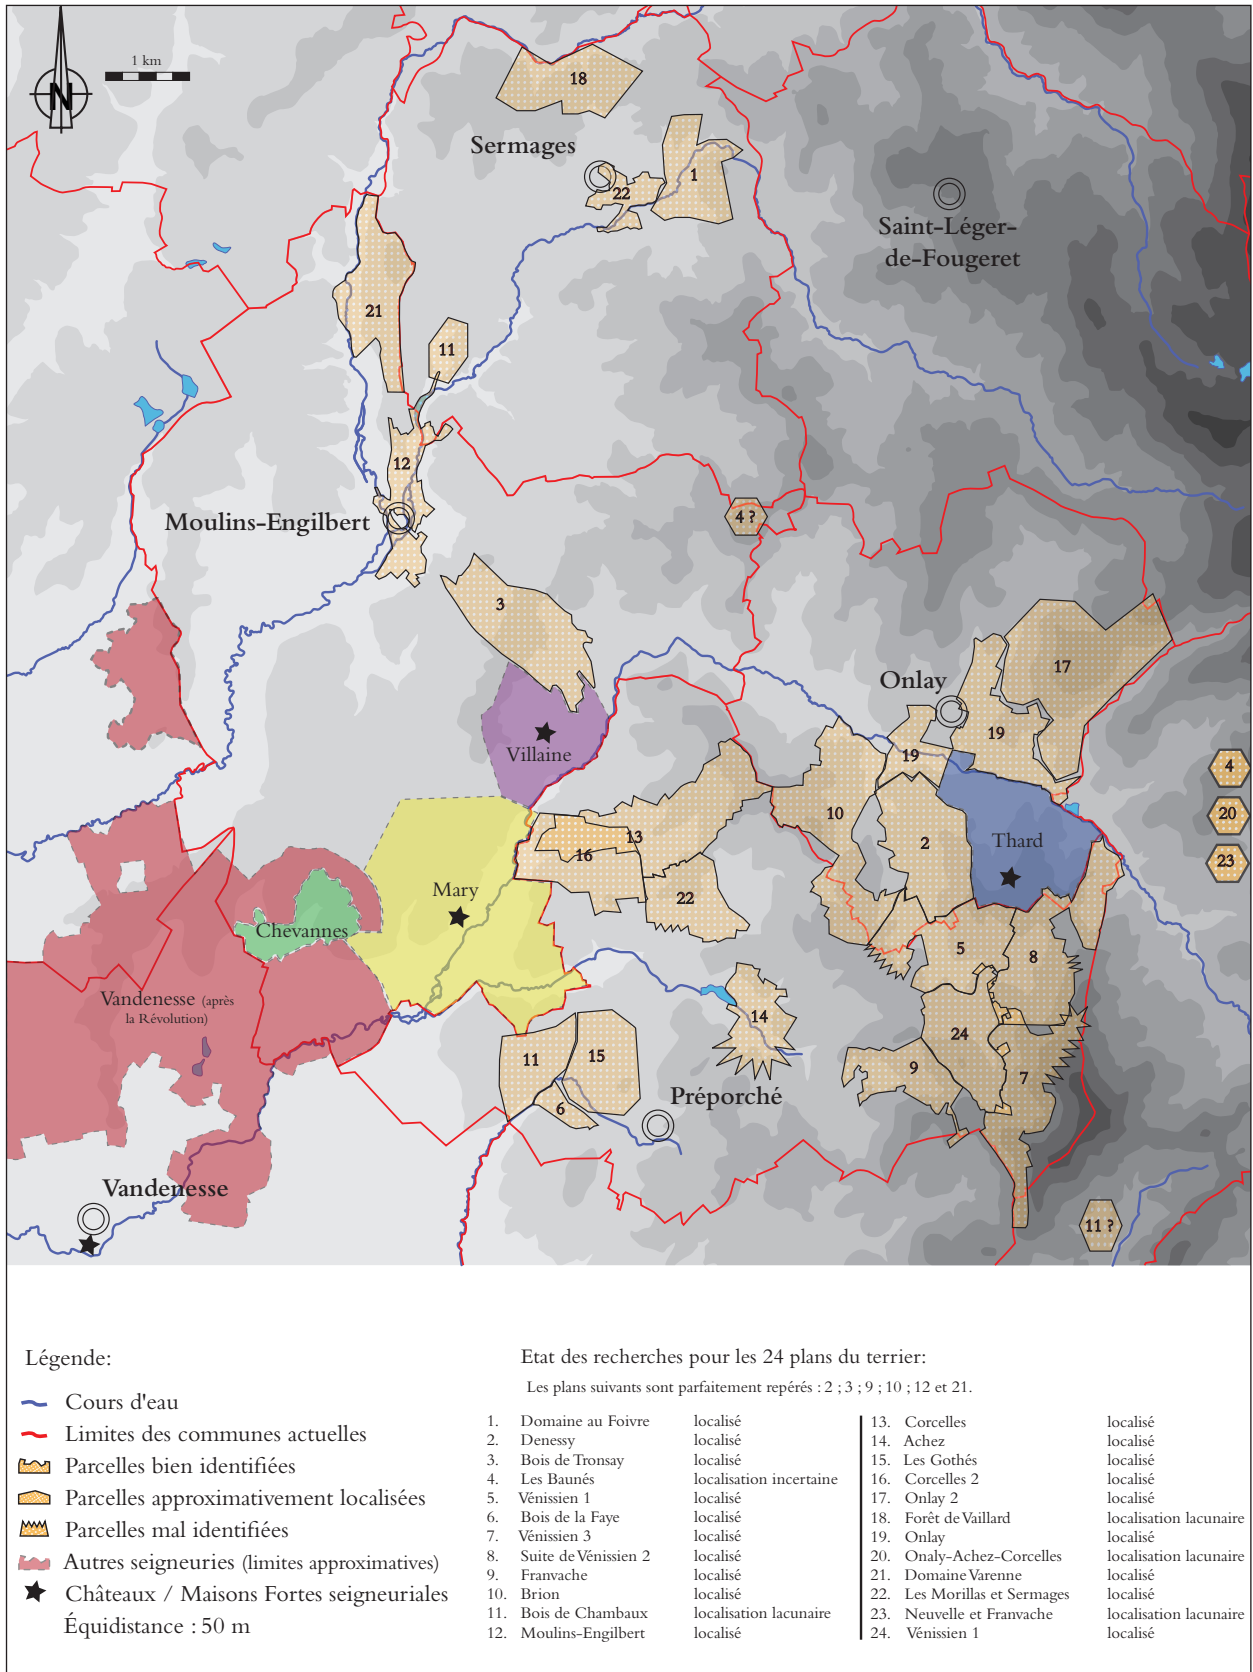 N
1 km
18
Sermages
1
22
Saint-Léger-
de-Fougeret
21
11
12
4 ?
Moulins-Engilbert
3
17
Onlay
19
19
Villaine
4
10
20
13
2
Thard
16
23
Mary
22
Chevannes
5
8
Vandenesse (après
la Révolution)
14
24
11
15
9
7
Préporché
6
Vandenesse
11 ?
Légende:
Cours d'eau
Limites des communes actuelles
Parcelles bien identifiées
Parcelles approximativement localisées
Parcelles mal identifiées
Autres seigneuries (limites approximatives)
Châteaux / Maisons Fortes seigneuriales
Équidistance : 50 m
Etat des recherches pour les 24 plans du terrier:
Les plans suivants sont parfaitement repérés : 2 ; 3 ; 9 ; 10 ; 12 et 21.
1. Domaine au Foivre localisé
2. Denessy localisé
3. Bois de Tronsay localisé
4. Les Baunés localisation incertaine
5. Vénissien 1 localisé
6. Bois de la Faye localisé
7. Vénissien 3 localisé
8. Suite de Vénissien 2 localisé
9. Franvache localisé
10. Brion localisé
11. Bois de Chambaux localisation lacunaire
12. Moulins-Engilbert localisé
13. Corcelles localisé
14. Achez localisé
15. Les Gothés localisé
16. Corcelles 2 localisé
17. Onlay 2 localisé
18. Forêt de Vaillard localisation lacunaire
19. Onlay localisé
20. Onaly-Achez-Corcelles localisation lacunaire
21. Domaine Varenne localisé
22. Les Morillas et Sermages localisé
23. Neuvelle et Franvache localisation lacunaire
24. Vénissien 1 localisé